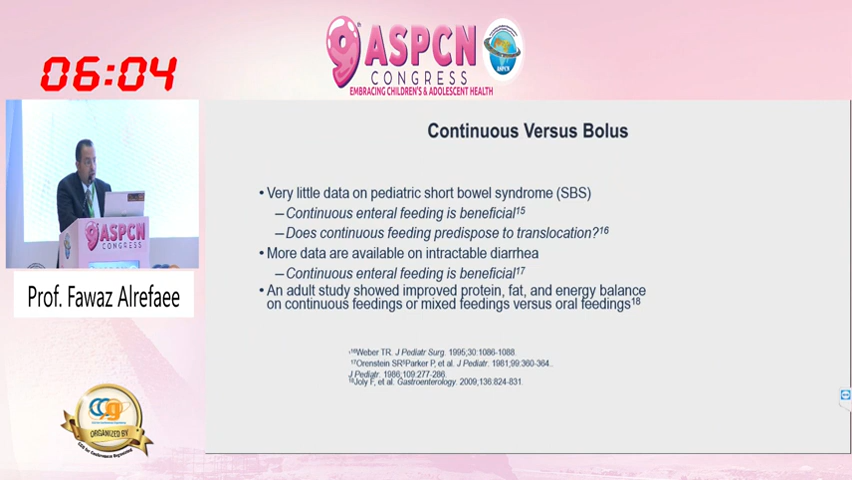 06:04
9th ASPCN
CONGRESS
EMBRACING CHILDREN'S & ADOLESCENT HEALTH
ASPCN
Continuous Versus Bolus
• Very little data on pediatric short bowel syndrome (SBS)
–Continuous enteral feeding is beneficial15
–Does continuous feeding predispose to translocation?16
• More data are available on intractable diarrhea
–Continuous enteral feeding is beneficial17
• An adult study showed improved protein, fat, and energy balance
on continuous feedings or mixed feedings versus oral feedings18
16Weber TR. J Pediatr Surg. 1995;30:1086-1088.
17Orenstein SR5Parker P, et al. J Pediatr. 1981;99:360-364..
J Pediatr. 1986;109:277-286.
18Joly F, et al. Gastroenterology. 2009;136:824-831.
9 ASPCN
CONGRESS
Prof. Fawaz Alrefaee
CCg
ORGANIZED BY